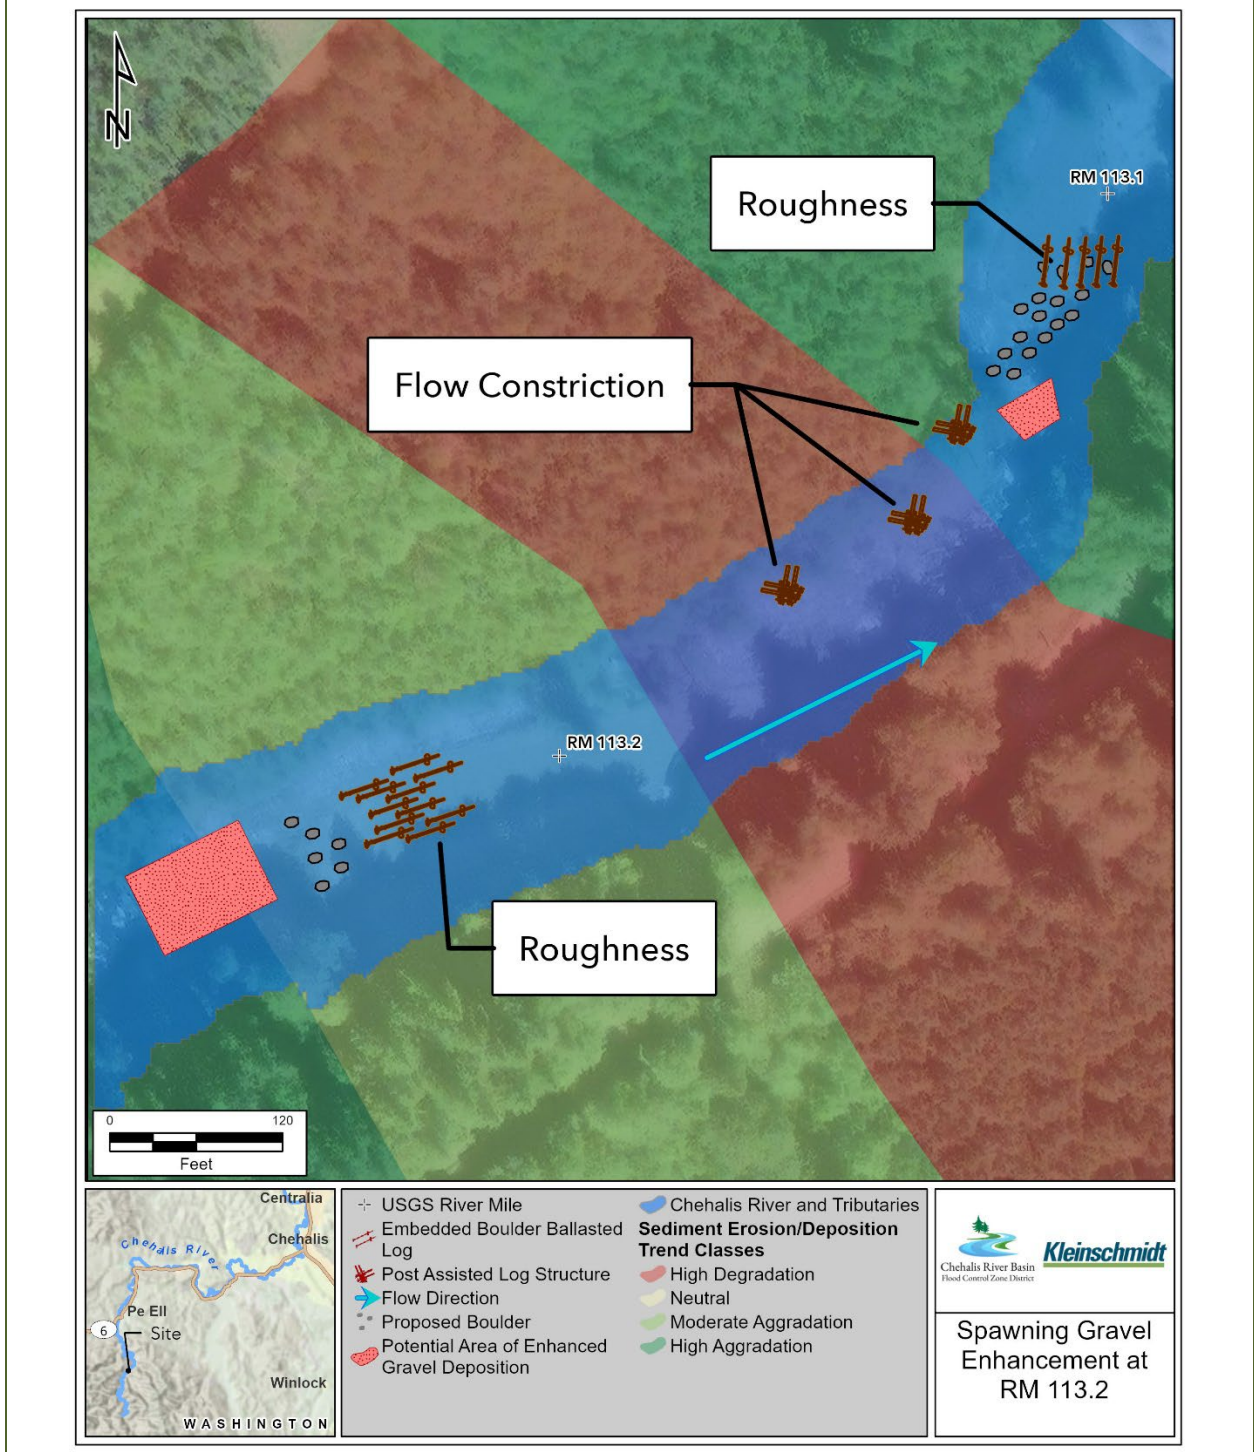 N
RM 113.1
Roughness
Flow Constriction
RM 113.2
Roughness
0 120
Feet
Centralia
Chehalis
Chehalis River
Pe Ell
6
Site
Winlock
WASHINGTON
USGS River Mile
Embedded Boulder Ballasted
Log
Post Assisted Log Structure
Flow Direction
Proposed Boulder
Potential Area of Enhanced
Gravel Deposition
Chehalis River and Tributaries
Sediment Erosion/Deposition
Trend Classes
High Degradation
Neutral
Moderate Aggradation
High Aggradation
Chehalis River Basin
Flood Control Zone District
Kleinschmidt
Spawning Gravel
Enhancement at
RM 113.2